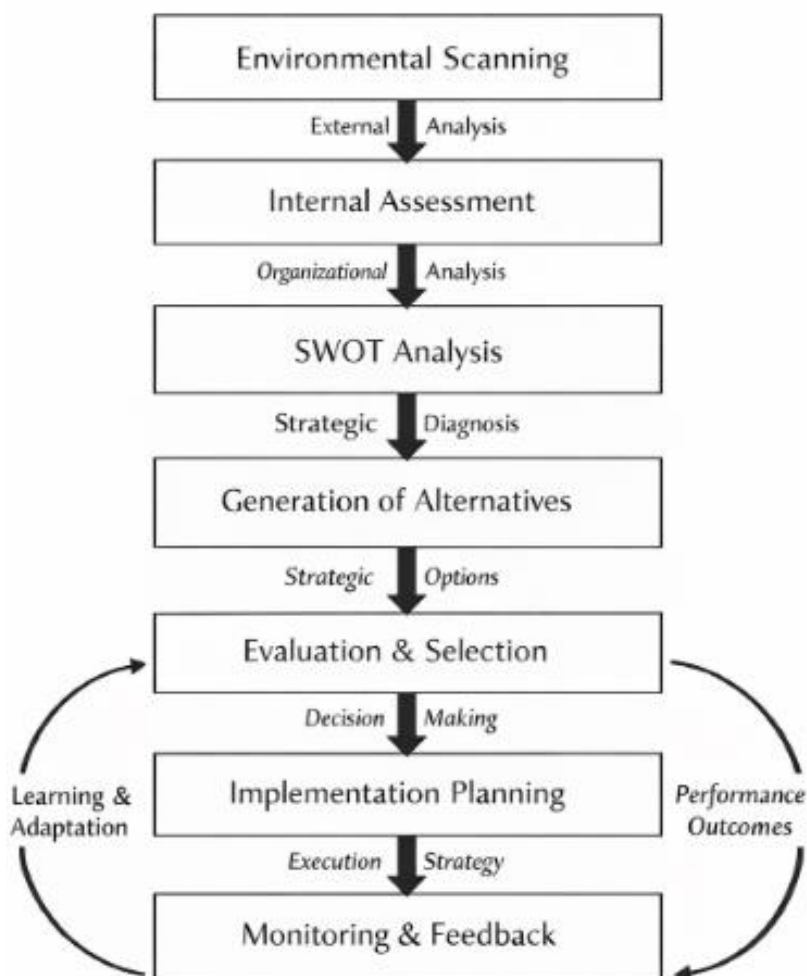 Environmental Scanning
External Analysis
Internal Assessment
Organizational Analysis
SWOT Analysis
Strategic Diagnosis
Generation of Alternatives
Strategic Options
Evaluation & Selection
Decision Making
Learning &
Adaptation
Implementation Planning
Performance
Outcomes
Execution Strategy
Monitoring & Feedback